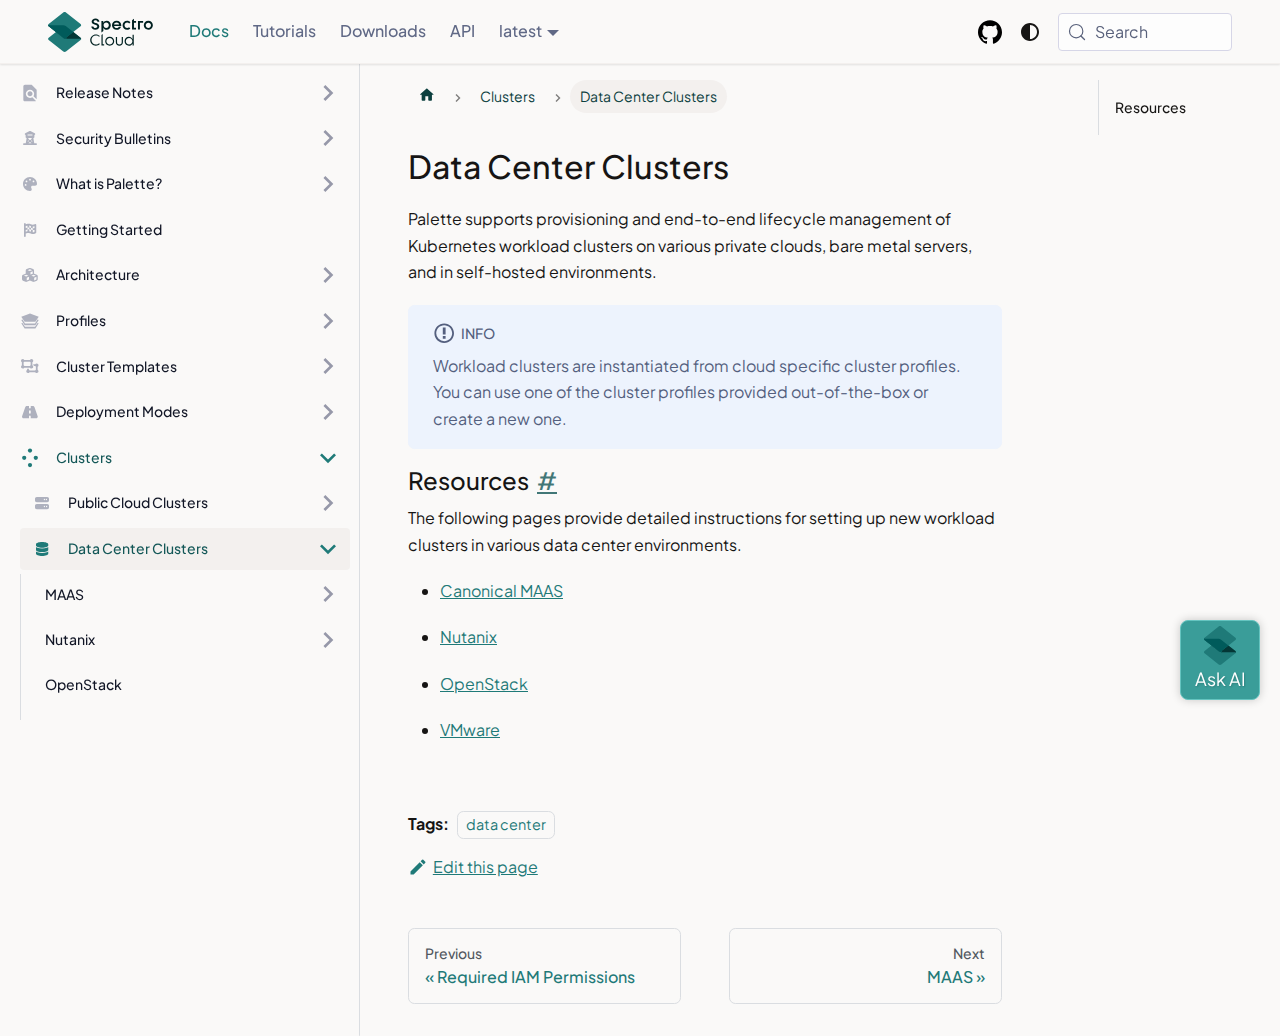 Spectro
Cloud
Docs
Tutorials
Downloads
API
latest
Search
Release Notes
Security Bulletins
What is Palette?
Getting Started
Architecture
Profiles
Cluster Templates
Deployment Modes
Clusters
Public Cloud Clusters
Data Center Clusters
MAAS
Nutanix
OpenStack
Clusters
Data Center Clusters
Data Center Clusters
Palette supports provisioning and end-to-end lifecycle management of
Kubernetes workload clusters on various private clouds, bare metal servers,
and in self-hosted environments.
INFO
Workload clusters are instantiated from cloud specific cluster profiles.
You can use one of the cluster profiles provided out-of-the-box or
create a new one.
Resources #
The following pages provide detailed instructions for setting up new workload
clusters in various data center environments.
Canonical MAAS
Nutanix
OpenStack
VMware
Tags: data center
Edit this page
Previous
« Required IAM Permissions
Next
MAAS »
Resources
Ask AI